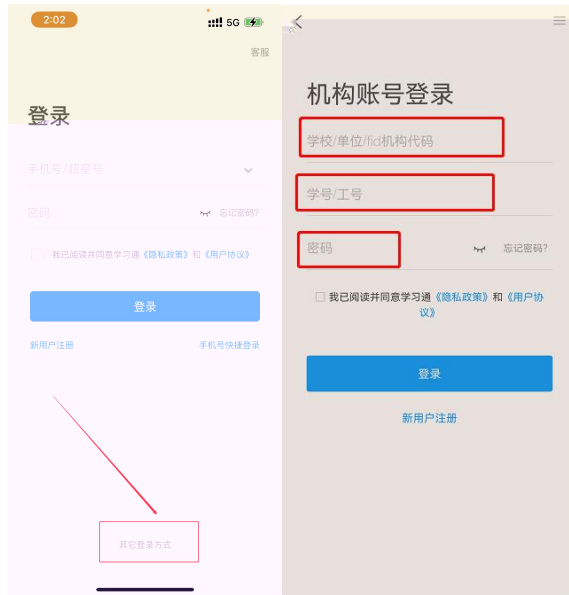 2:02
5G
客服
登录
手机号/超星号
密码
忘记密码?
我已阅读并同意学习通《隐私政策》和《用户协议》
登录
新用户注册
手机号快捷登录
其它登录方式
机构账号登录
学校/单位/fid机构代码
学号/工号
密码
忘记密码?
我已阅读并同意学习通《隐私政策》和《用户协
议》
登录
新用户注册